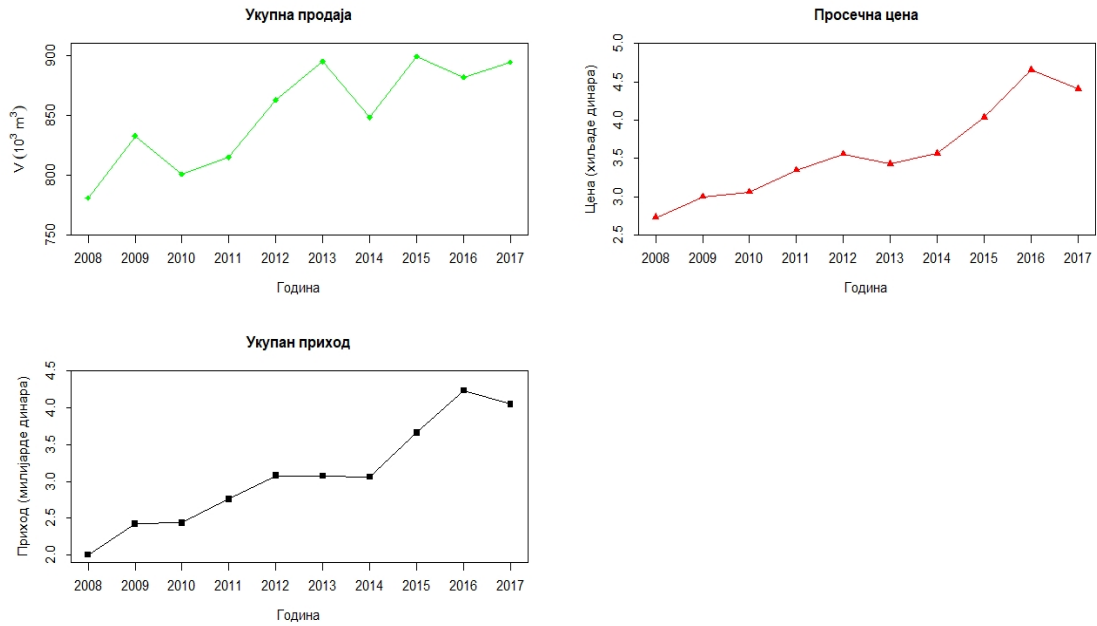 Укупна продаја
V (10³ m³)
900
850
800
750
2008 2009 2010 2011 2012 2013 2014 2015 2016 2017
Година
Просечна цена
Цена (хиљаде динара)
5.0
4.5
4.0
3.5
3.0
2.5
2008 2009 2010 2011 2012 2013 2014 2015 2016 2017
Година
Укупан приход
Приход (милијарде динара)
4.5
4.0
3.5
3.0
2.5
2.0
2008 2009 2010 2011 2012 2013 2014 2015 2016 2017
Година